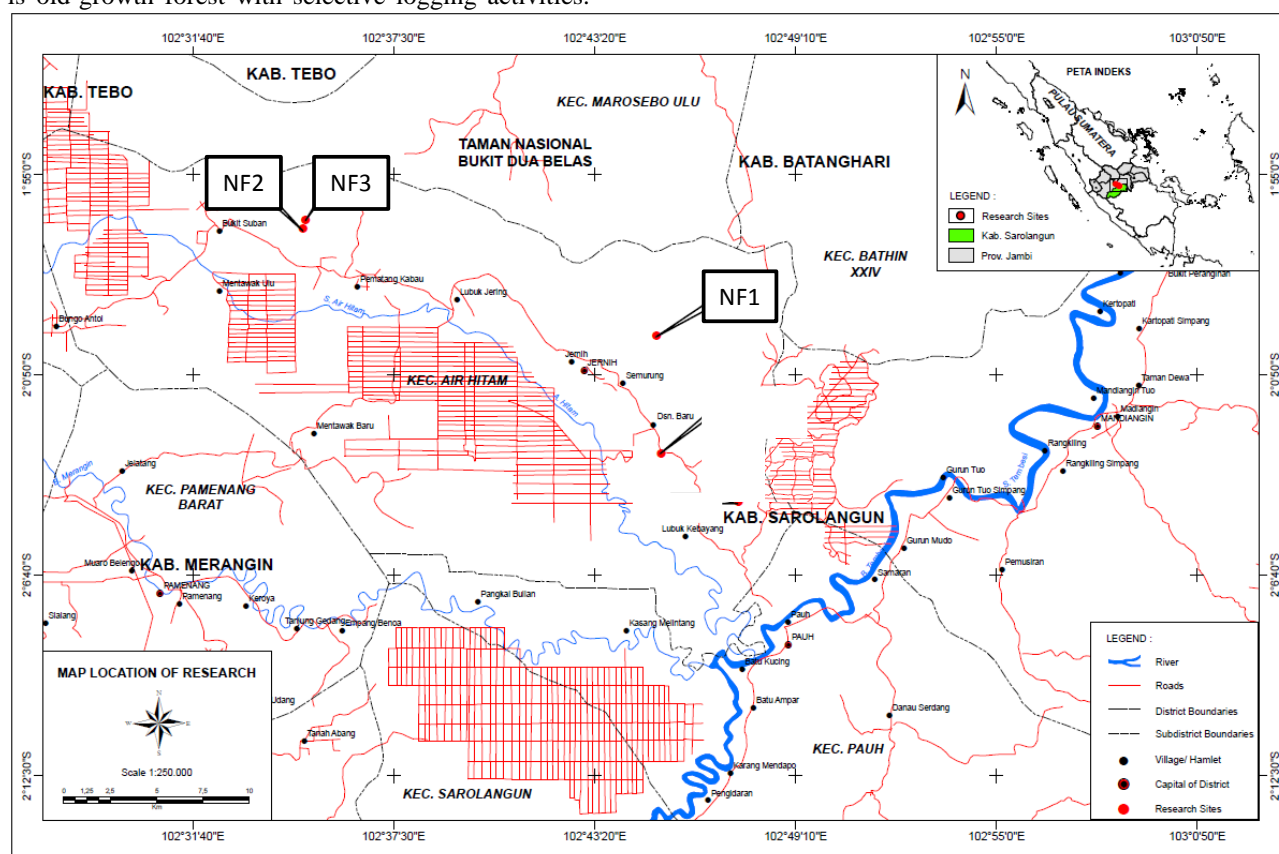 is old-growth forest with selective logging activities.
102°31'40"E 102°37'30"E 102°43'20"E 102°49'10"E 102°55'0"E 103°0'50"E
KAB. TEBO
KAB. TEBO
KEC. MAROSEBO ULU
TAMAN NASIONAL
BUKIT DUA BELAS
KAB. BATANGHARI
N
PETA INDEKS
PULAU SUMATERA
LEGEND :
Research Sites
Kab. Sarolangun
Prov. Jambi
1°55'0"S
1°55'0"S
NF2
NF3
Bukit Suban
KEC. BATHIN
XXIV
Bukit Peranginan
Mentawak Ulu
Pematang Kabau
S. Air Hitam
Lubuk Jering
NF1
Kertopati
Kartopati Simpang
Bungo Antoi
Jernih
JERNIH
2°0'50"S
2°0'50"S
KEC. AIR HITAM
Semurung
Taman Dewa
A. Hitam
Mandiangin Tuo
Madiangin
MANDIANGIN
Dsn. Baru
Mentawak Baru
Rangkiling
Rangkiling Simpang
S. Merangin
Jelatang
KEC. PAMENANG
BARAT
Gurun Tuo
Gurun Tuo Simpang
S. Tembesi
KAB. SAROLANGUN
Lubuk Kepayang
Gurun Mudo
Muaro Belengo
KAB. MERANGIN
Samaran
Pemusiran
2°6'40"S
2°6'40"S
PAMENANG
Pamenang
Keroya
Pangkal Bulian
Sialang
Tanjung Gedang
Empang Benoa
Kasang Melintang
Pauh
PAUH
Batu Kucing
MAP LOCATION OF RESEARCH
N
W E
S
Scale 1:250.000
0 1,25 2,5 5 7,5 10
Km
Udang
Tanah Abang
Batu Ampar
Danau Serdang
KEC. PAUH
Karang Mendapo
KEC. SAROLANGUN
Pengidaran
2°12'30"S
2°12'30"S
LEGEND :
River
Roads
District Boundaries
Subdistrict Boundaries
Village/ Hamlet
Capital of District
Research Sites
102°31'40"E 102°37'30"E 102°43'20"E 102°49'10"E 102°55'0"E 103°0'50"E